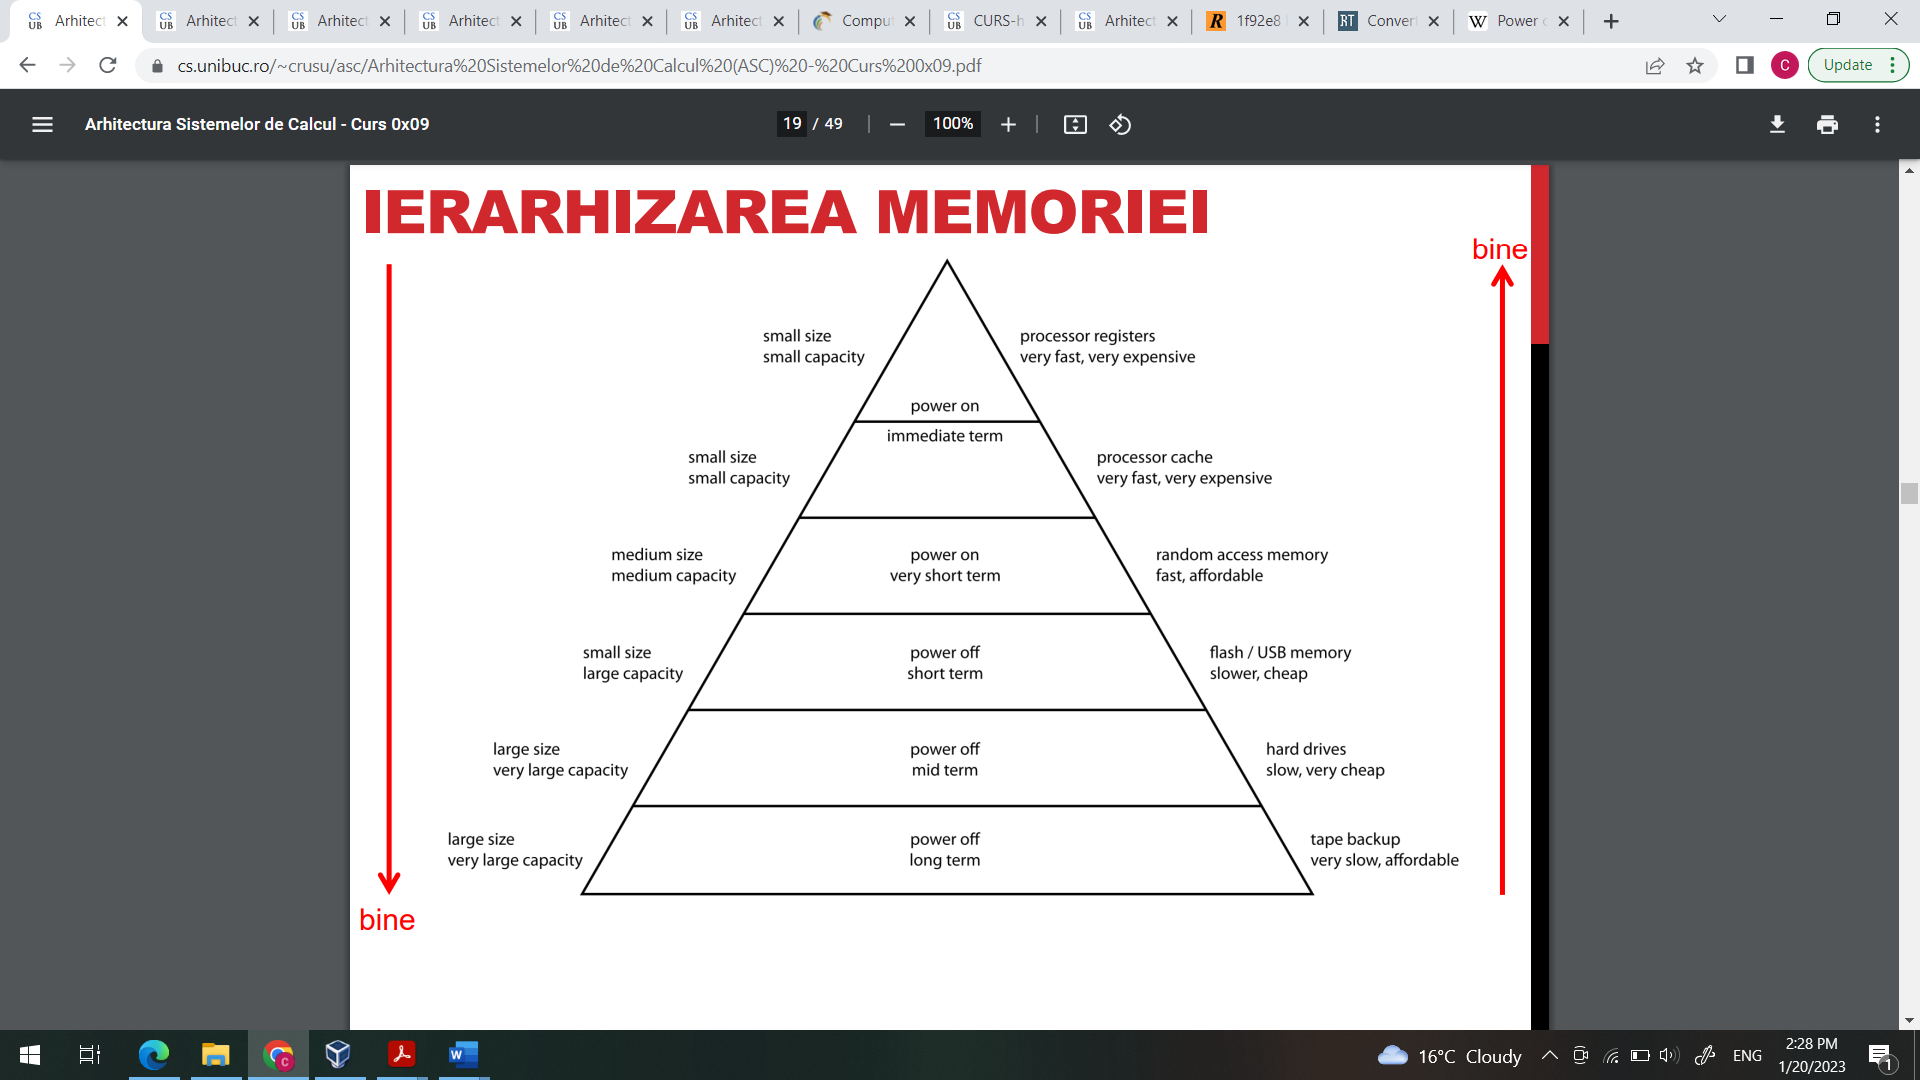 Arhitect
Arhitect
Arhitect
Arhitect
Arhitect
Arhitect
Compu
CURS-h
Arhitect
1f92e8
Convert
Power
cs.unibuc.ro/~crusu/asc/Arhitectura%20Sistemelor%20de%20Calcul%20(ASC)%20-%20Curs%200x09.pdf
C
Update
Arhitectura Sistemelor de Calcul - Curs 0x09
19 / 49
100%
IERARHIZAREA MEMORIEI
bine
small size
small capacity
processor registers
very fast, very expensive
power on
immediate term
small size
small capacity
processor cache
very fast, very expensive
medium size
medium capacity
power on
very short term
random access memory
fast, affordable
small size
large capacity
power off
short term
flash / USB memory
slower, cheap
large size
very large capacity
power off
mid term
hard drives
slow, very cheap
large size
very large capacity
power off
long term
tape backup
very slow, affordable
bine
16°C Cloudy
ENG
2:28 PM
1/20/2023
1